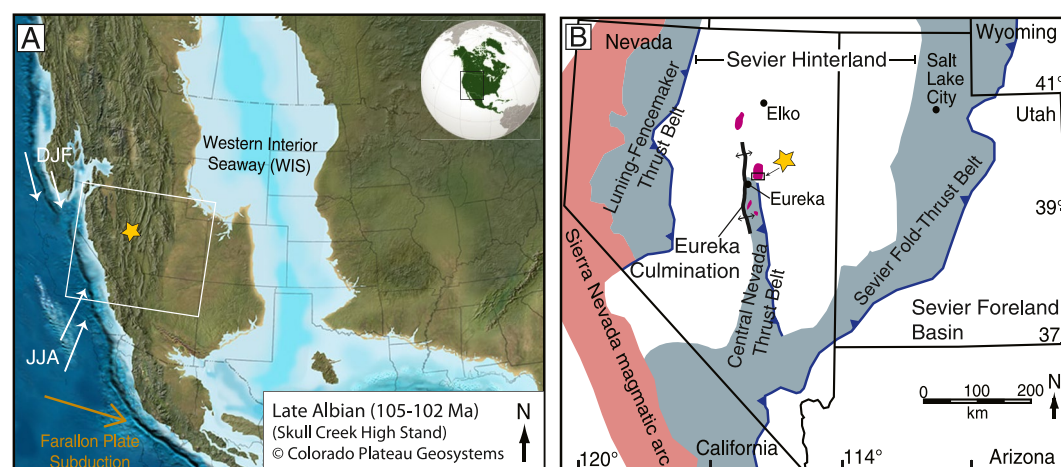 A
DJF
Western Interior
Seaway (WIS)
JJA
Farallon Plate
Subduction
Late Albian (105-102 Ma)
(Skull Creek High Stand)
© Colorado Plateau Geosystems
N
B
Nevada
Wyoming
Sevier Hinterland
Salt
Lake
City
41°
Utah
Elko
Luning-Fencemaker
Thrust Belt
Eureka
39°
Eureka
Culmination
Central Nevada
Thrust Belt
Sevier Fold-Thrust Belt
Sierra Nevada magmatic arc
Sevier Foreland
Basin
37
0 100 200
km
N
California
120°
114°
Arizona